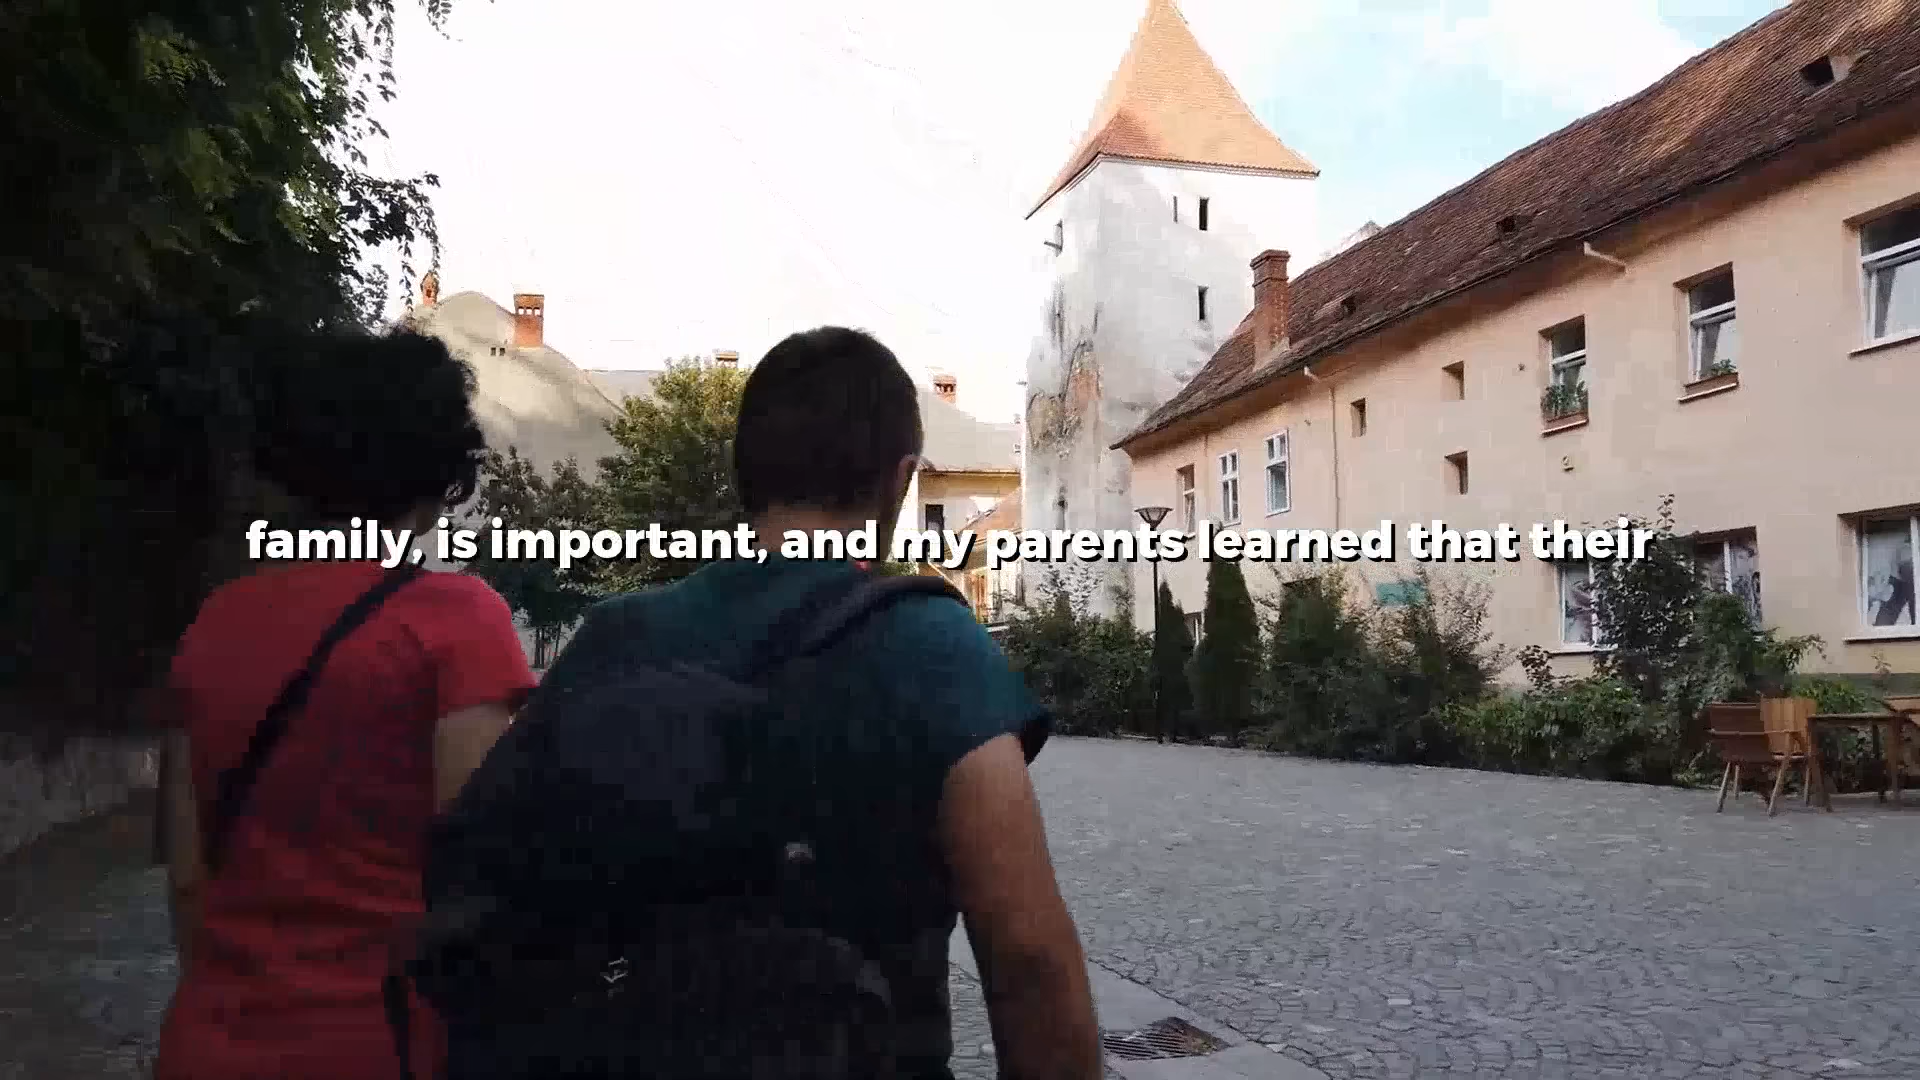 family, is important, and my parents learned that their